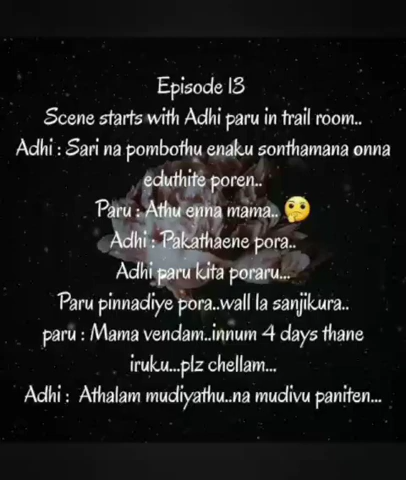 Episode 13
Scene starts with Adhi paru in trail room..
Adhi : Sari na pombothu enaku sonthamana onna
eduthite poren..
Paru : Athu enna mama.. 🤔
Adhi : Pakathaene pora..
Adhi paru kita poraru...
Paru pinnadiye pora..wall la sanjikura..
paru : Mama vendam..innum 4 days thane
iruku...plz chellam...
Adhi : Athalam mudiyathu..na mudivu paniten...